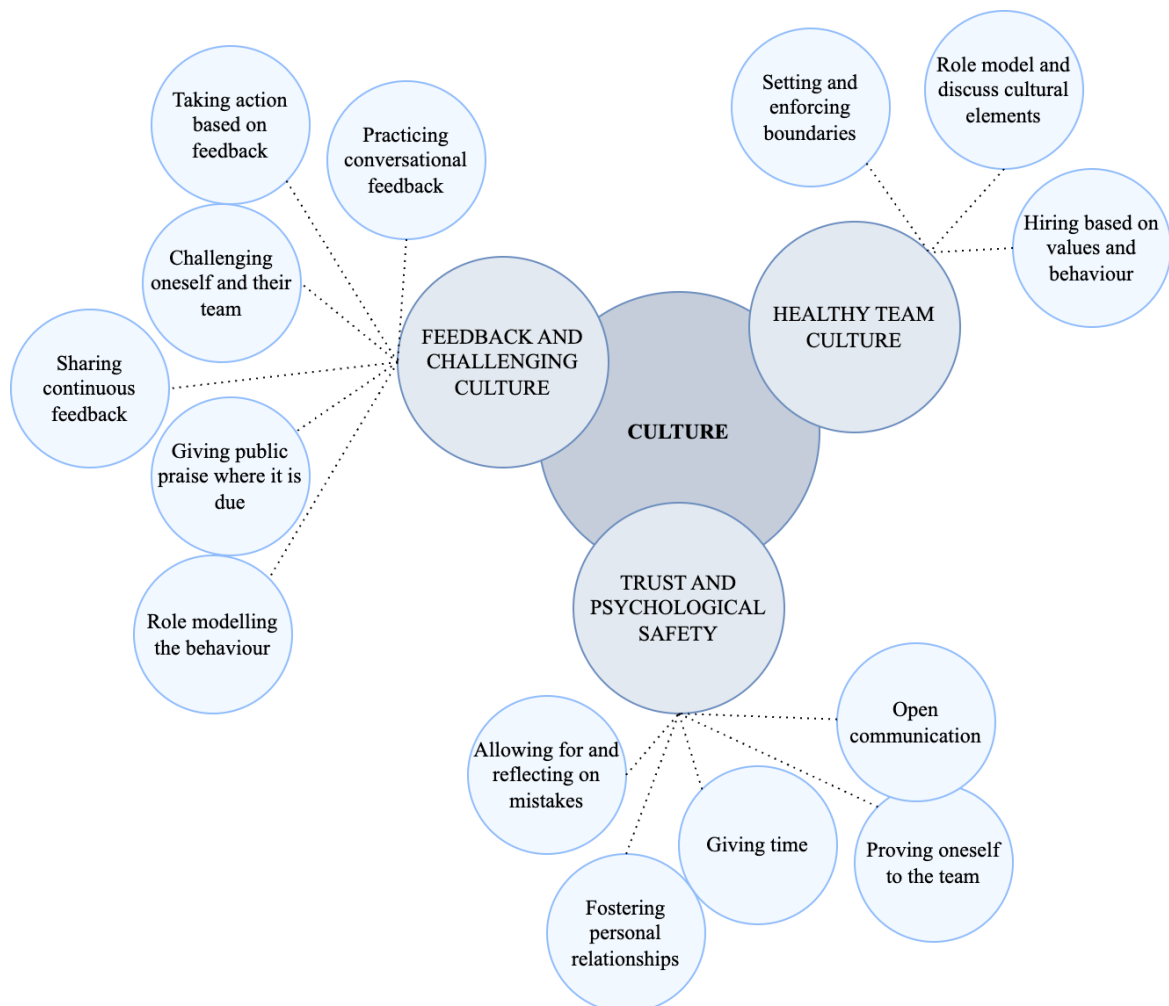 Taking action
based on
feedback
Practicing
conversational
feedback
Challenging
oneself and their
team
Sharing
continuous
feedback
Giving public
praise where it is
due
Role modelling
the behaviour
FEEDBACK AND
CHALLENGING
CULTURE
CULTURE
Setting and
enforcing
boundaries
Role model and
discuss cultural
elements
Hiring based on
values and
behaviour
HEALTHY TEAM
CULTURE
TRUST AND
PSYCHOLOGICAL
SAFETY
Allowing for and
reflecting on
mistakes
Fostering
personal
relationships
Giving time
Open
communication
Proving oneself
to the team